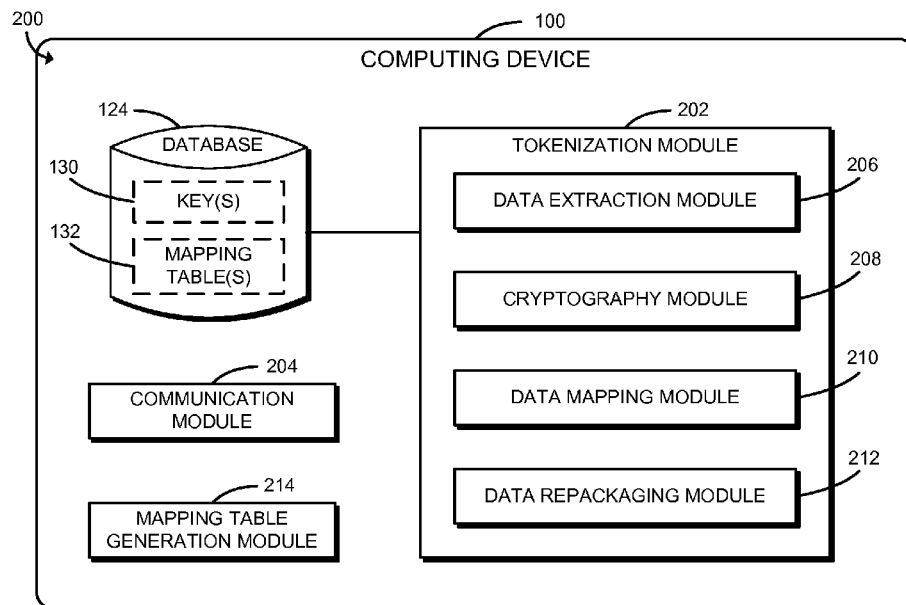 200
100
COMPUTING DEVICE
124
DATABASE
130
KEY(S)
132
MAPPING
TABLE(S)
202
TOKENIZATION MODULE
206
DATA EXTRACTION MODULE
208
CRYPTOGRAPHY MODULE
210
DATA MAPPING MODULE
212
DATA REPACKAGING MODULE
204
COMMUNICATION
MODULE
214
MAPPING TABLE
GENERATION MODULE